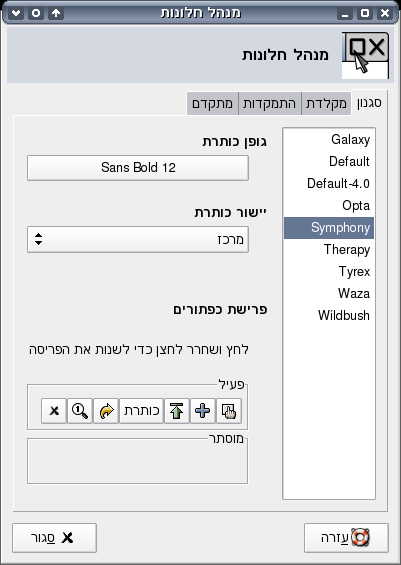 מנהל חלונות
מנהל חלונות
סגנון
מקלדת
התמקדות
מתקדם
Galaxy
Default
Default-4.0
Opta
Symphony
Therapy
Tyrex
Waza
Wildbush
גופן כותרת
Sans Bold 12
יישור כותרת
מרכז
פרישת כפתורים
לחץ ושחרר לחצן כדי לשנות את הפריסה
פעיל
כותרת
מוסתר
עזרה
סגור